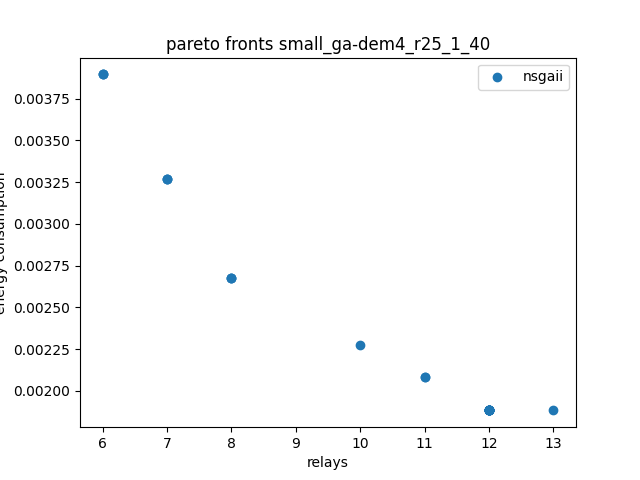 pareto fronts small_ga-dem4_r25_1_40
nsgaii
0.00375
0.00350
0.00325
0.00300
0.00275
0.00250
0.00225
0.00200
energy consumption
6 7 8 9 10 11 12 13
relays